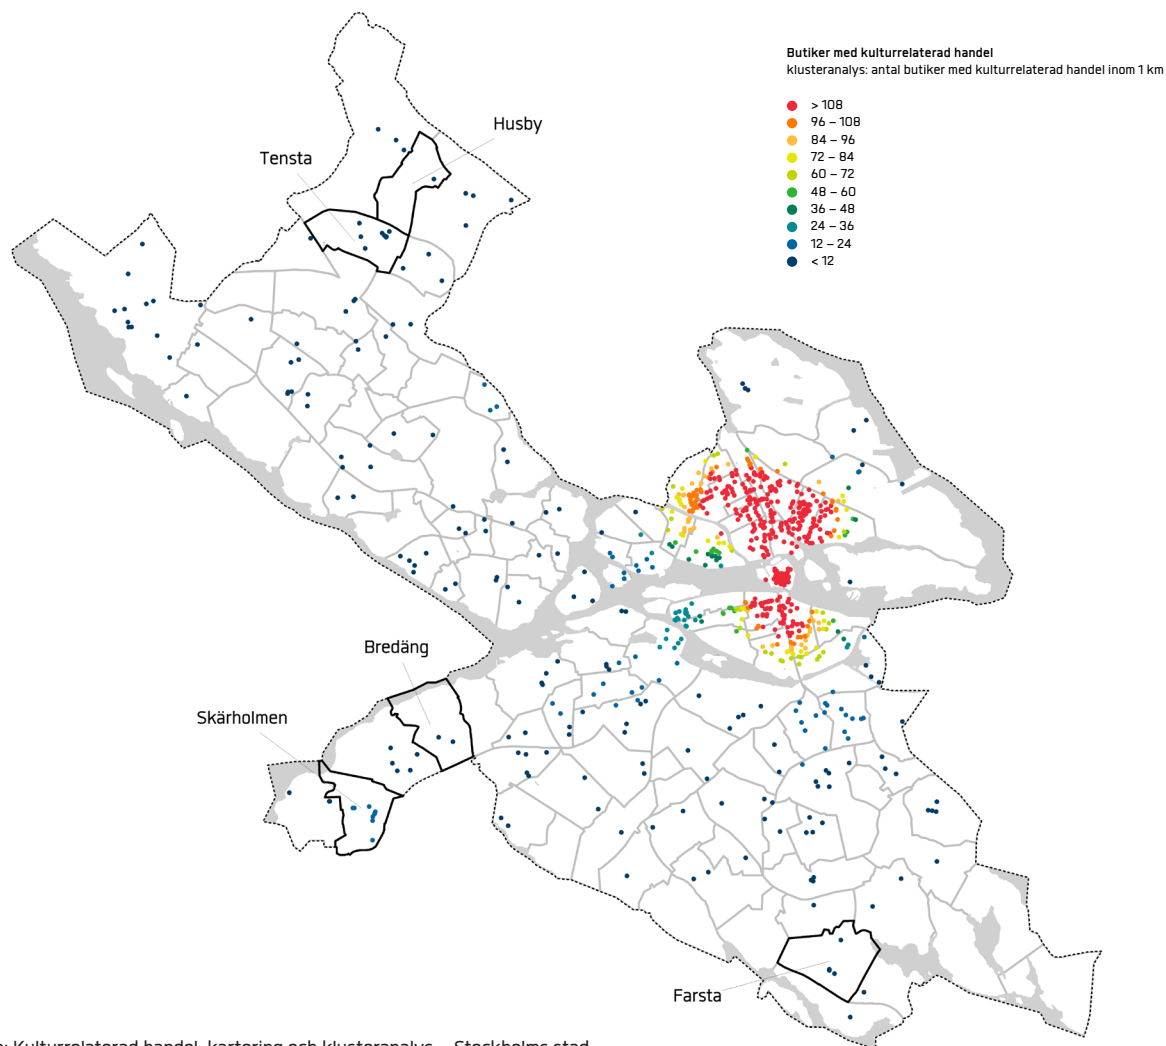 Butiker med kulturrelaterad handel
klusteranalys: antal butiker med kulturrelaterad handel inom 1 km
> 108
96 – 108
84 – 96
72 – 84
60 – 72
48 – 60
36 – 48
24 – 36
12 – 24
< 12
Husby
Tensta
Bredäng
Skärholmen
Farsta
: Kulturrelaterad handel, kartering och klusteranalys – Stockholms stad